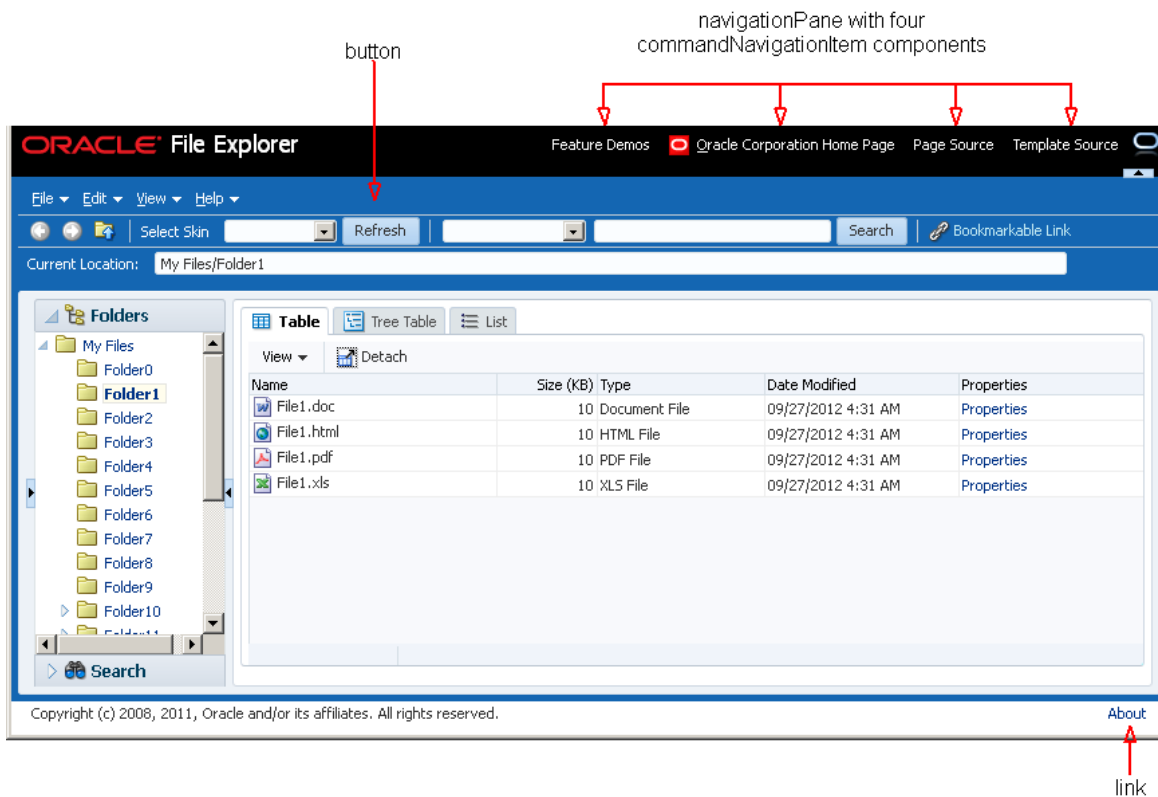 navigationPane with four
commandNavigationItem components
button
ORACLE File Explorer
Feature Demos Oracle Corporation Home Page Page Source Template Source
File Edit View Help
Select Skin Refresh Search Bookmarkable Link
Current Location: My Files/Folder1
Folders
My Files
Folder0
Folder1
Folder2
Folder3
Folder4
Folder5
Folder6
Folder7
Folder8
Folder9
Folder10
Folder11
Search
Table Tree Table List
View Detach
Name Size (KB) Type Date Modified Properties
File1.doc 10 Document File 09/27/2012 4:31 AM Properties
File1.html 10 HTML File 09/27/2012 4:31 AM Properties
File1.pdf 10 PDF File 09/27/2012 4:31 AM Properties
File1.xls 10 XLS File 09/27/2012 4:31 AM Properties
Copyright (c) 2008, 2011, Oracle and/or its affiliates. All rights reserved.
About
link